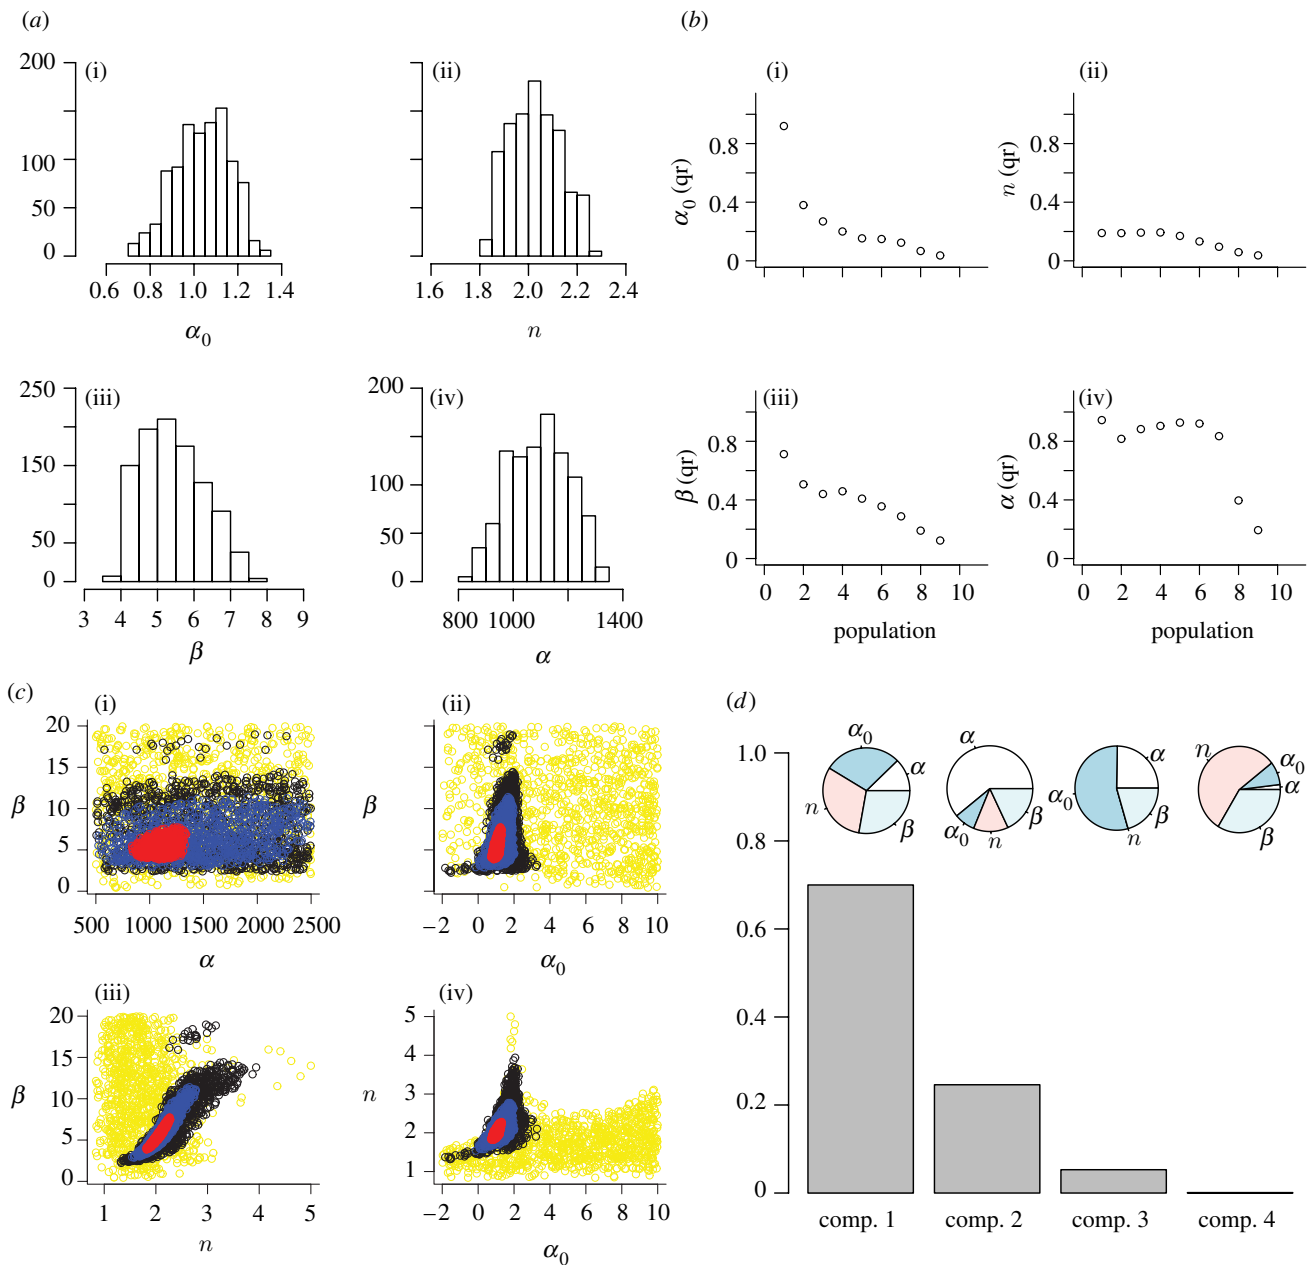 (a)
(b)
(i)
200
100
50
0
0.6 0.8 1.0 1.2 1.4
α0
(ii)
1.6 1.8 2.0 2.2 2.4
n
(i)
0.8
0.4
0
α0 (qr)
(ii)
0.8
0.4
0
n (qr)
(iii)
250
150
50
0
3 4 5 6 7 8 9
β
(iv)
200
100
0
800 1000 1400
α
(iii)
0.8
0.4
0
β (qr)
0 2 4 6 8 10
population
(iv)
0.8
0.4
0
α (qr)
0 2 4 6 8 10
population
(c)
(i)
20
15
10
5
0
β
500 1000 1500 2000 2500
α
(ii)
β
−2 0 2 4 6 8 10
α0
(iii)
20
15
10
5
0
β
1 2 3 4 5
n
(iv)
5
4
3
2
1
n
−2 0 2 4 6 8 10
α0
(d)
1.0
0.8
0.6
0.4
0.2
0
α0
α
n
β
α
α0
n
β
α
α0
n
β
n
α0
α
β
comp. 1 comp. 2 comp. 3 comp. 4